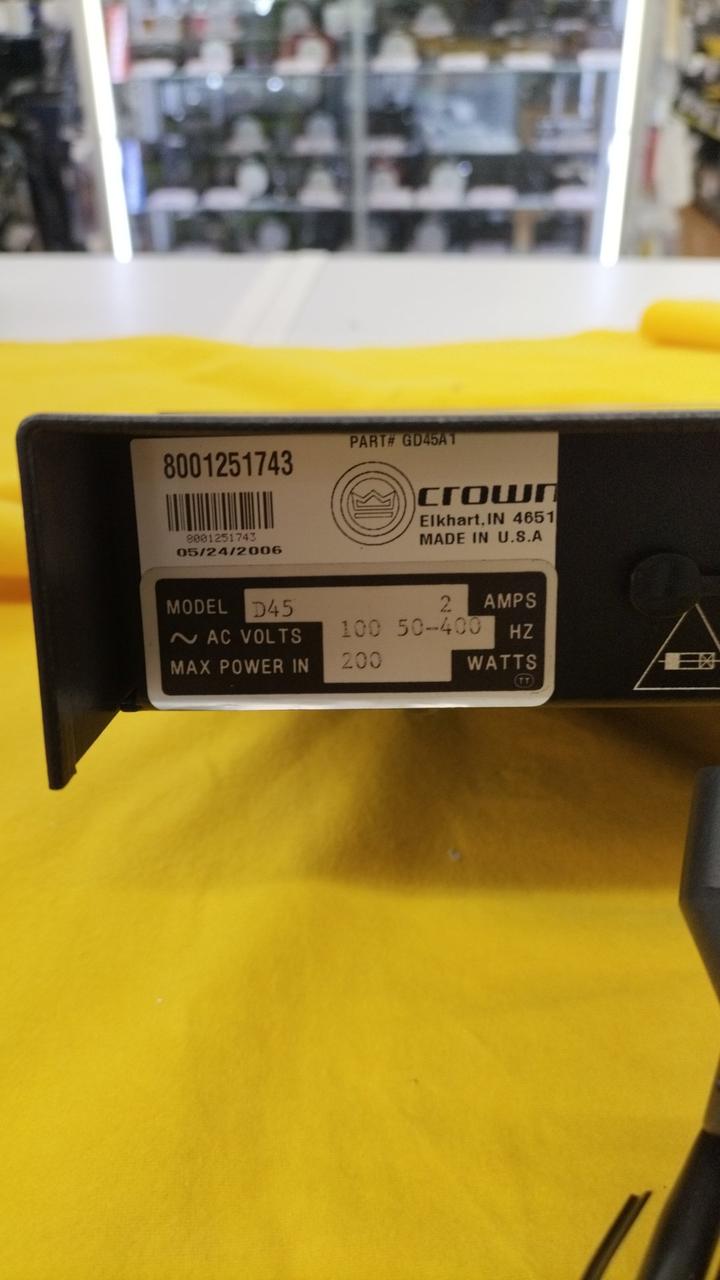 PART# GD45A1
8001251743
crown
8001251743
Elkhart, IN 4651
05/24/2006
MADE IN U.S.A
MODEL D45 2 AMPS
~ AC VOLTS 100 50-400 HZ
MAX POWER IN 200 WATTS
TT